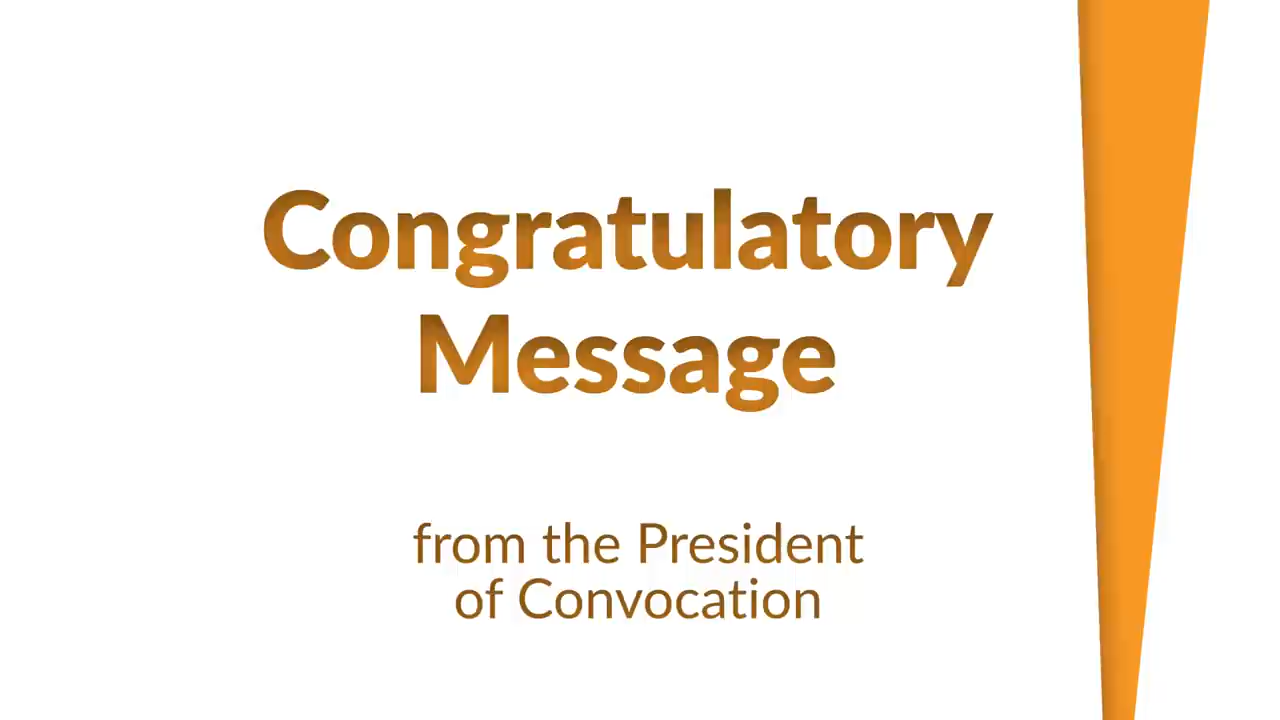 Congratulatory
Message
from the President
of Convocation